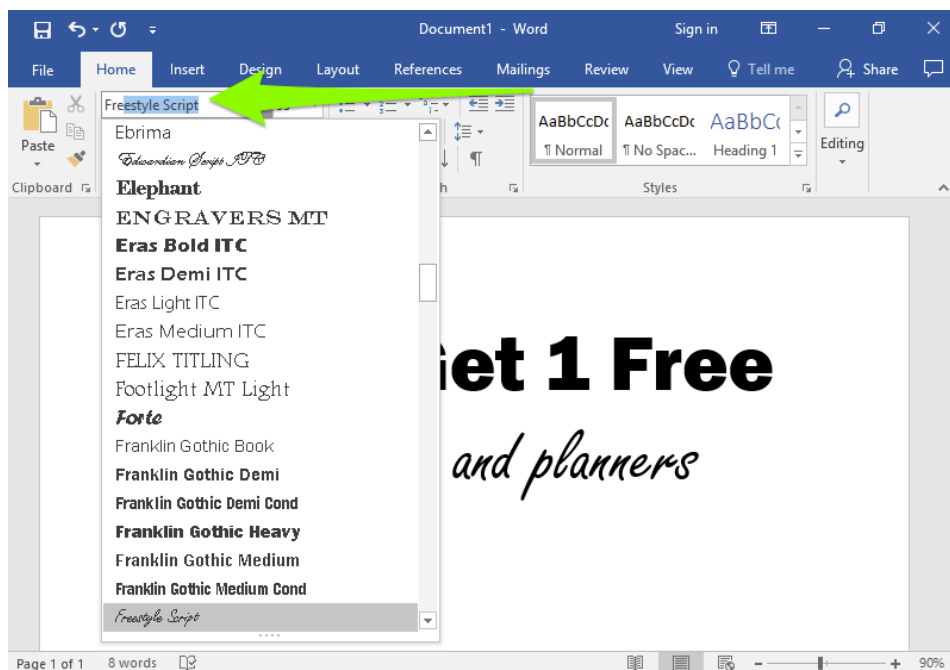 Document1 - Word
Sign in
File Home Insert Design Layout References Mailings Review View Tell me Share
Freestyle Script
Paste
Clipboard
AaBbCcDc AaBbCcDc AaBbC
¶ Normal ¶ No Spac... Heading 1
Styles
Editing
Ebrima
Edwardian Script ITC
Elephant
ENGRAVERS MT
Eras Bold ITC
Eras Demi ITC
Eras Light ITC
Eras Medium ITC
FELIX TITLING
Footlight MT Light
Forte
Franklin Gothic Book
Franklin Gothic Demi
Franklin Gothic Demi Cond
Franklin Gothic Heavy
Franklin Gothic Medium
Franklin Gothic Medium Cond
Freestyle Script
et 1 Free
and planners
Page 1 of 1 8 words 90%